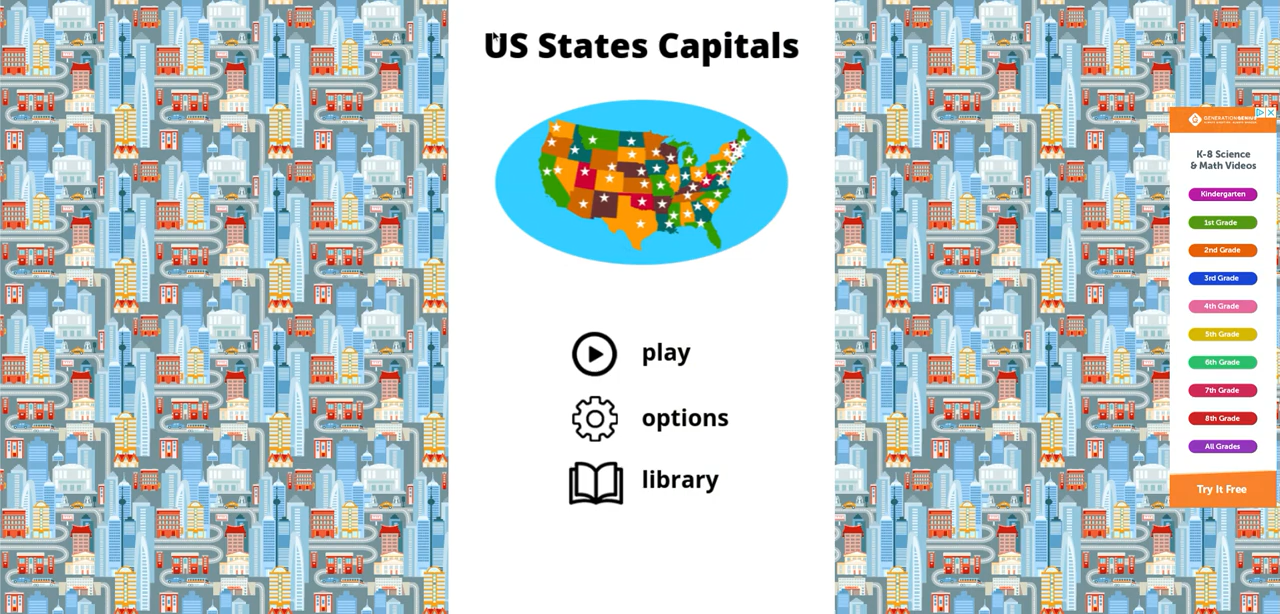 US States Capitals
play
options
library
K-8 Science
& Math Videos
Kindergarten
1st Grade
2nd Grade
3rd Grade
4th Grade
5th Grade
6th Grade
7th Grade
8th Grade
All Grades
Try It Free